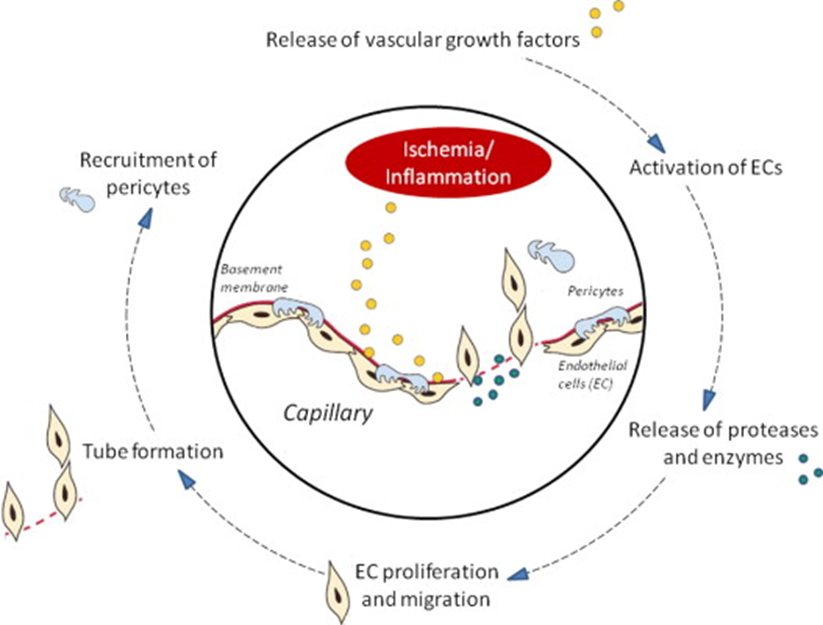 Release of vascular growth factors
Activation of ECs
Release of proteases
and enzymes
EC proliferation
and migration
Tube formation
Recruitment of
pericytes
Ischemia/
Inflammation
Basement
membrane
Pericytes
Endothelial
cells (EC)
Capillary